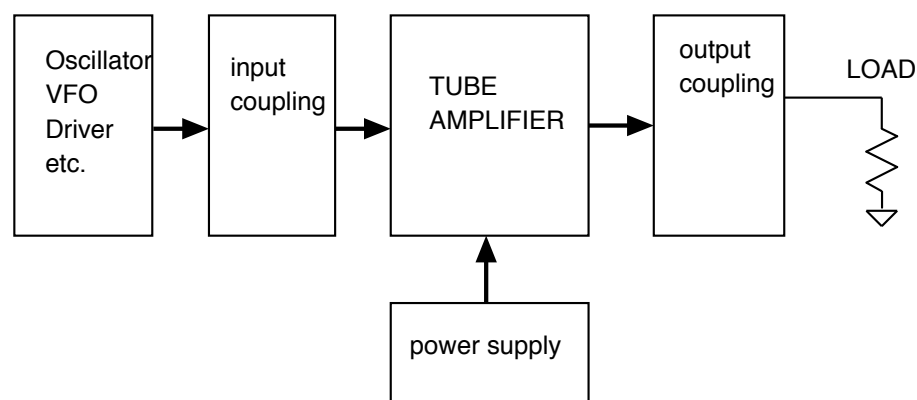 Oscillator
VFO
Driver
etc.
input
coupling
TUBE
AMPLIFIER
output
coupling
LOAD
power supply